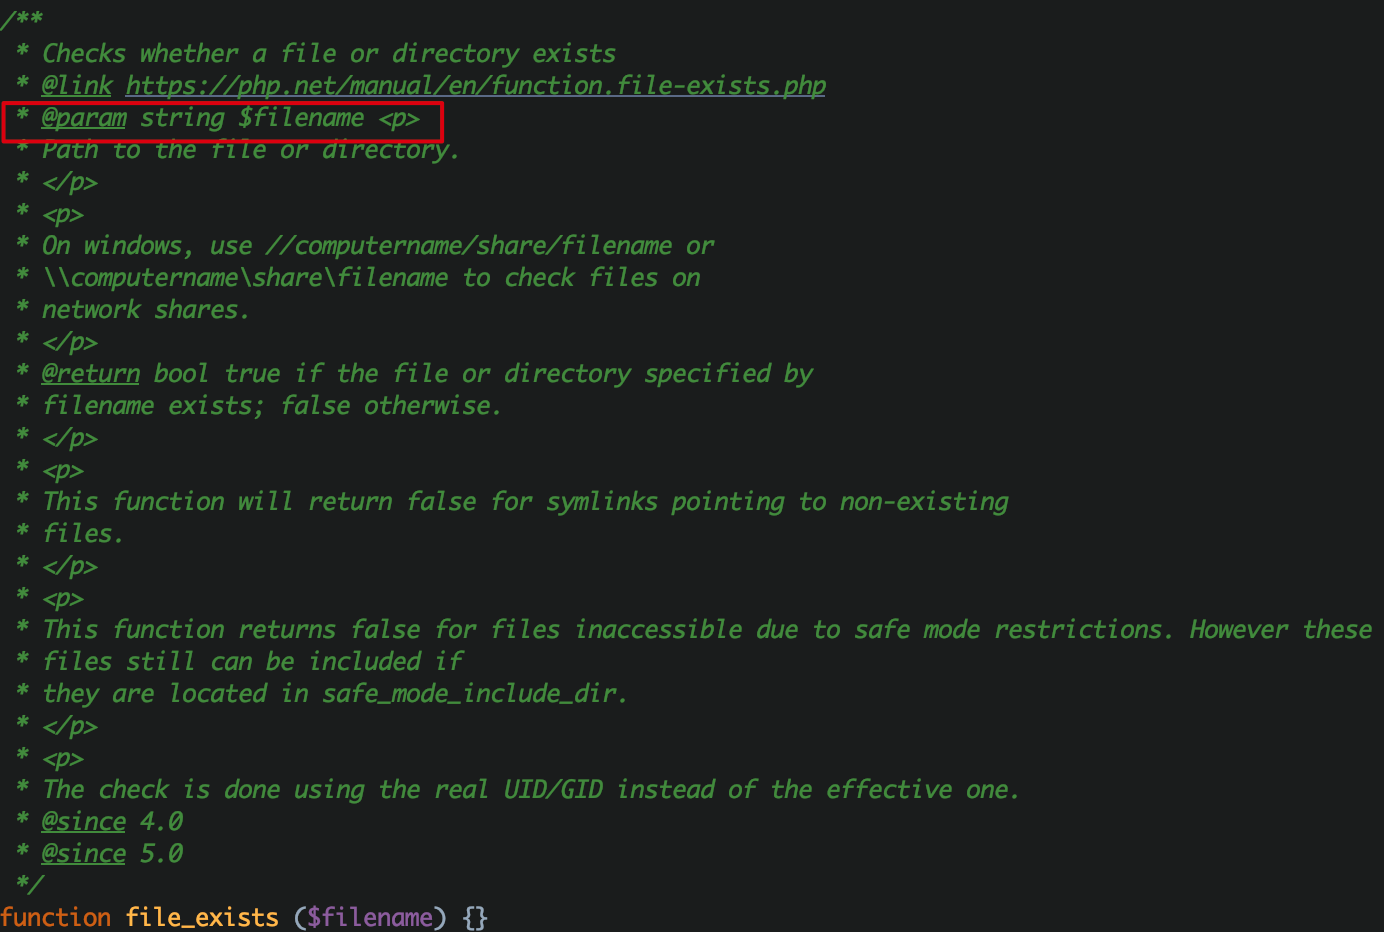 /**
 * Checks whether a file or directory exists
 * @link https://php.net/manual/en/function.file-exists.php
 * @param string $filename <p>
 * Path to the file or directory.
 * </p>
 * <p>
 * On windows, use //computername/share/filename or
 * \\computername\share\filename to check files on
 * network shares.
 * </p>
 * @return bool true if the file or directory specified by
 * filename exists; false otherwise.
 * </p>
 * <p>
 * This function will return false for symlinks pointing to non-existing
 * files.
 * </p>
 * <p>
 * This function returns false for files inaccessible due to safe mode restrictions. However these
 * files still can be included if
 * they are located in safe_mode_include_dir.
 * </p>
 * <p>
 * The check is done using the real UID/GID instead of the effective one.
 * @since 4.0
 * @since 5.0
 */
function file_exists ($filename) {}